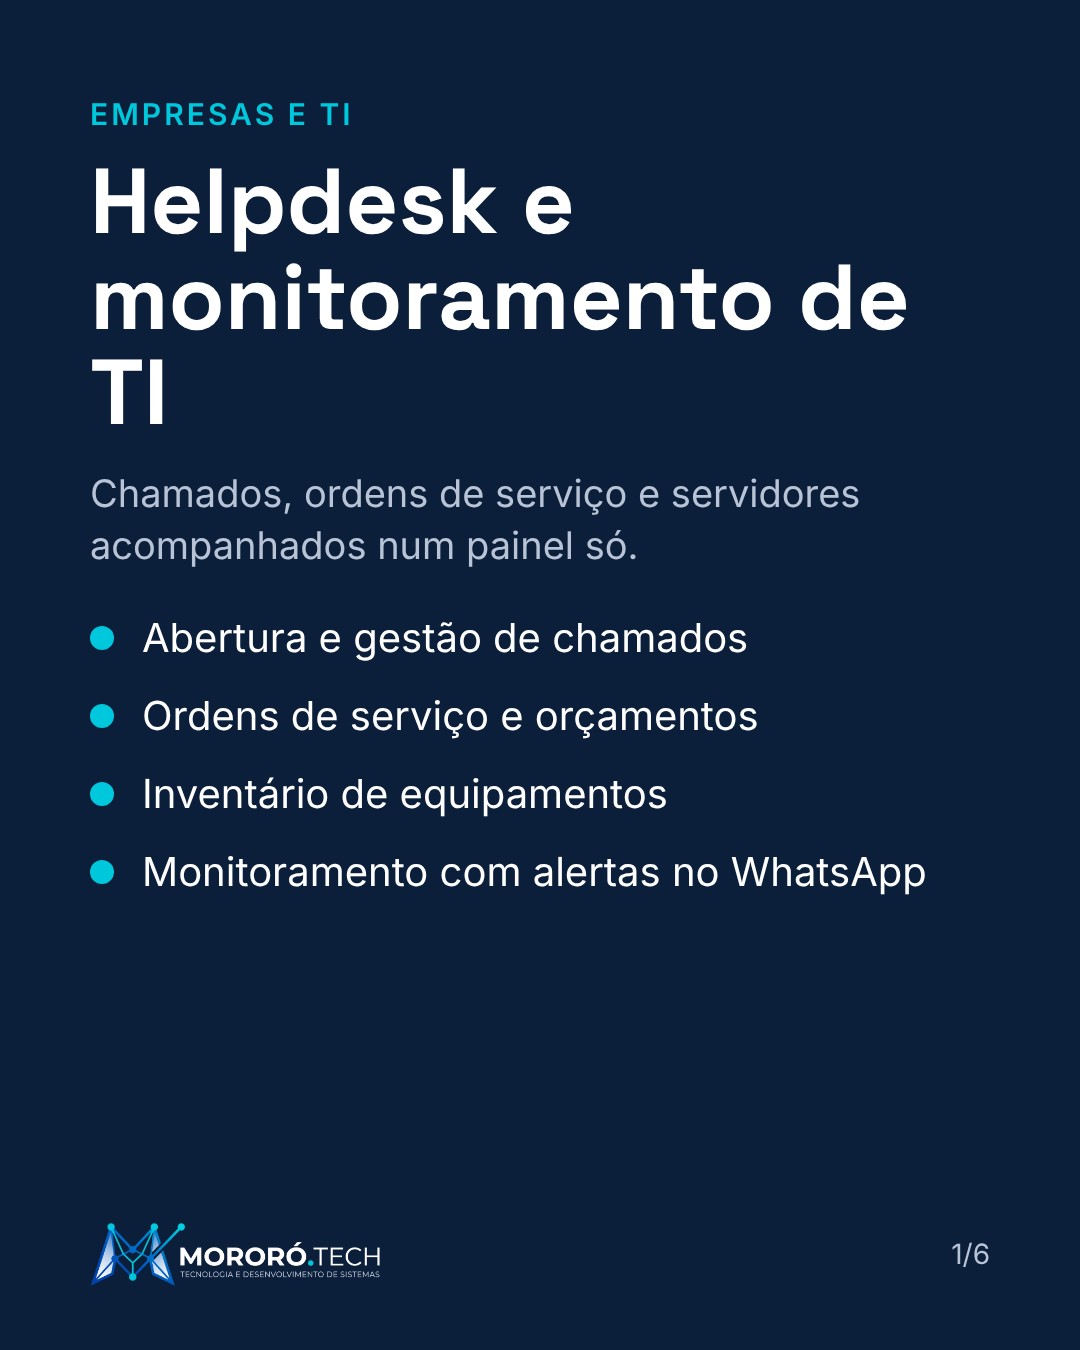 EMPRESAS E TI
Helpdesk e
monitoramento de
TI
Chamados, ordens de serviço e servidores
acompanhados num painel só.
Abertura e gestão de chamados
Ordens de serviço e orçamentos
Inventário de equipamentos
Monitoramento com alertas no WhatsApp
MORORÓ.TECH
TECNOLOGIA E DESENVOLVIMENTO DE SISTEMAS
1/6